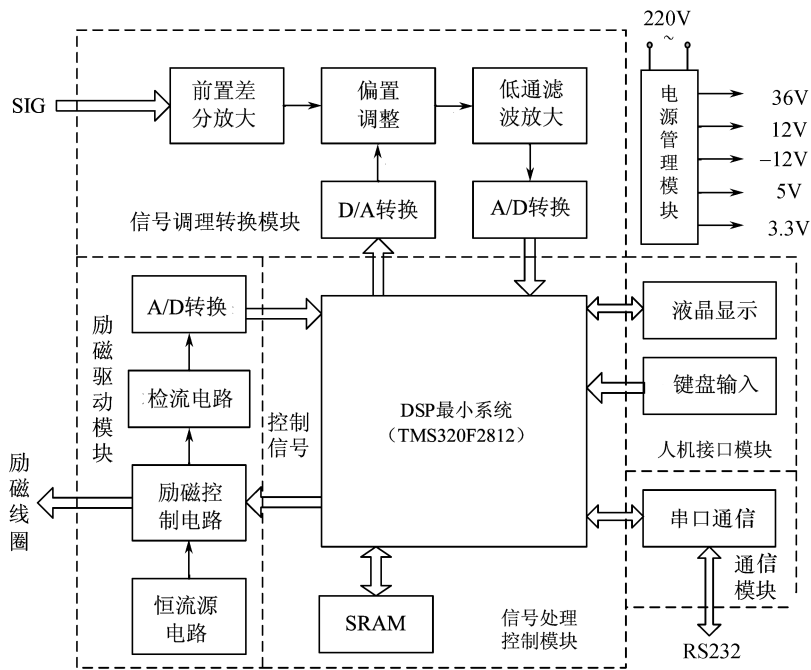 220V
~
SIG
前置差
分放大
偏置
调整
低通滤
波放大
电源管理模块
36V
12V
−12V
5V
3.3V
信号调理转换模块
D/A转换
A/D转换
A/D转换
励磁驱动模块
检流电路
控制
信号
DSP最小系统
（TMS320F2812）
液晶显示
键盘输入
人机接口模块
励磁线圈
励磁控
制电路
串口通信
通信
模块
恒流源
电路
SRAM
信号处理
控制模块
RS232